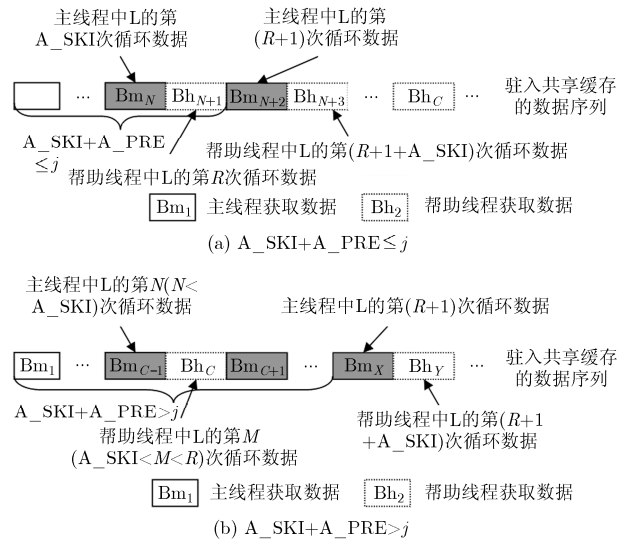 主线程中L的第
A_SKI次循环数据
主线程中L的第
(R+1)次循环数据
... Bm_N Bh_{N+1} Bm_{N+2} Bh_{N+3} ... Bh_C ...
驻入共享缓存
的数据序列
A_SKI+A_PRE
≤j
帮助线程中L的第(R+1+A_SKI)次循环数据
帮助线程中L的第R次循环数据
Bm_1 主线程获取数据 Bh_2 帮助线程获取数据
(a) A_SKI+A_PRE≤j
主线程中L的第N(N<
A_SKI)次循环数据
主线程中L的第(R+1)次循环数据
Bm_1 ... Bm_{C-1} Bh_C Bm_{C+1} ... Bm_X Bh_Y ...
驻入共享缓存
的数据序列
A_SKI+A_PRE>j
帮助线程中L的第M
(A_SKI<M<R)次循环数据
帮助线程中L的第(R+1
+A_SKI)次循环数据
Bm_1 主线程获取数据 Bh_2 帮助线程获取数据
(b) A_SKI+A_PRE>j